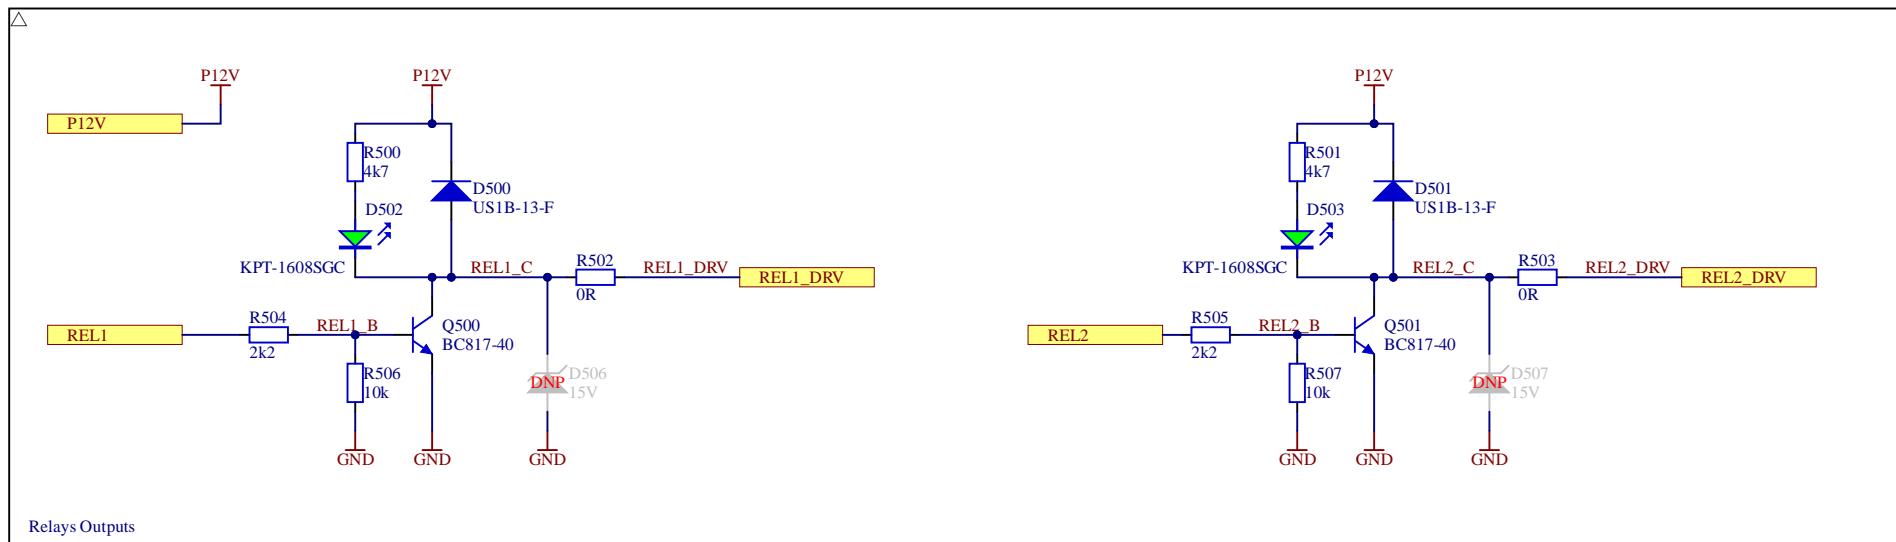 P12V
P12V
P12V
P12V
R500
4k7
D500
US1B-13-F
D502
KPT-1608SGC
REL1_C
R502
0R
REL1_DRV
REL1_DRV
REL1
R504
2k2
REL1_B
Q500
BC817-40
R506
10k
DNP
D506
15V
GND
GND
GND
R501
4k7
D501
US1B-13-F
D503
KPT-1608SGC
REL2_C
R503
0R
REL2_DRV
REL2_DRV
REL2
R505
2k2
REL2_B
Q501
BC817-40
R507
10k
DNP
D507
15V
GND
GND
GND
Relays Outputs